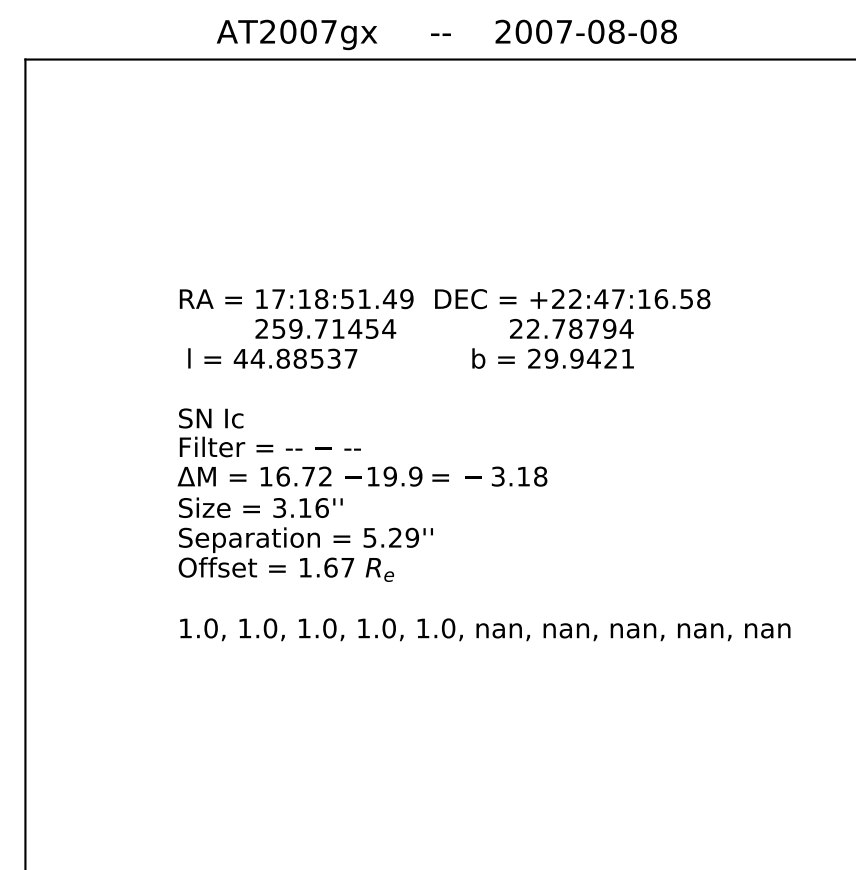 AT2007gx -- 2007-08-08
RA = 17:18:51.49 DEC = +22:47:16.58
259.71454 22.78794
l = 44.88537 b = 29.9421
SN Ic
Filter = -- − --
ΔM = 16.72 −19.9 = − 3.18
Size = 3.16''
Separation = 5.29''
Offset = 1.67 Rₑ
1.0, 1.0, 1.0, 1.0, 1.0, nan, nan, nan, nan, nan